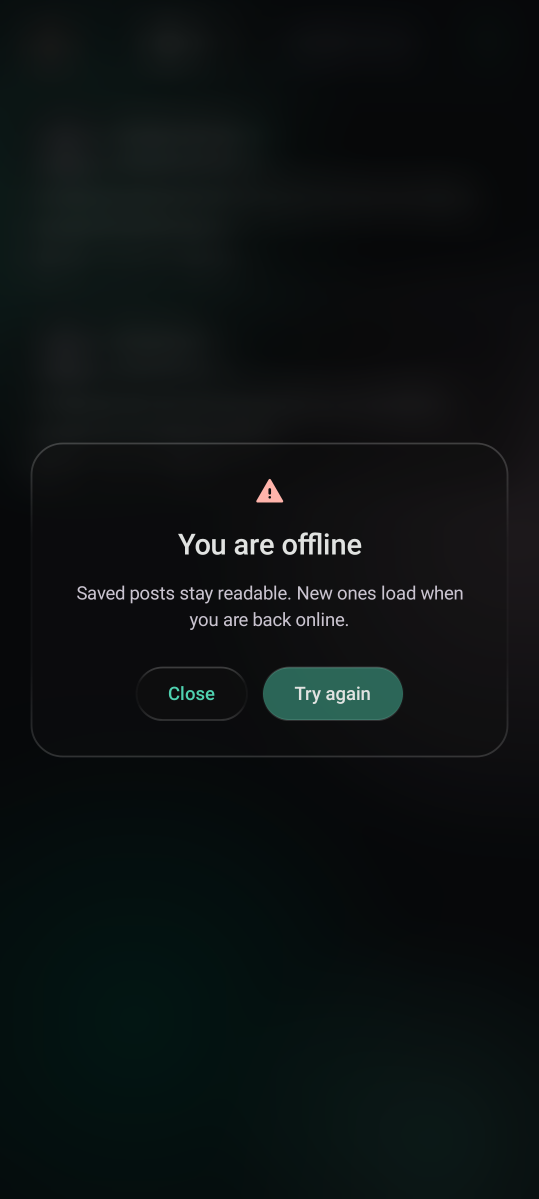 You are offline
Saved posts stay readable. New ones load when
you are back online.
Close
Try again